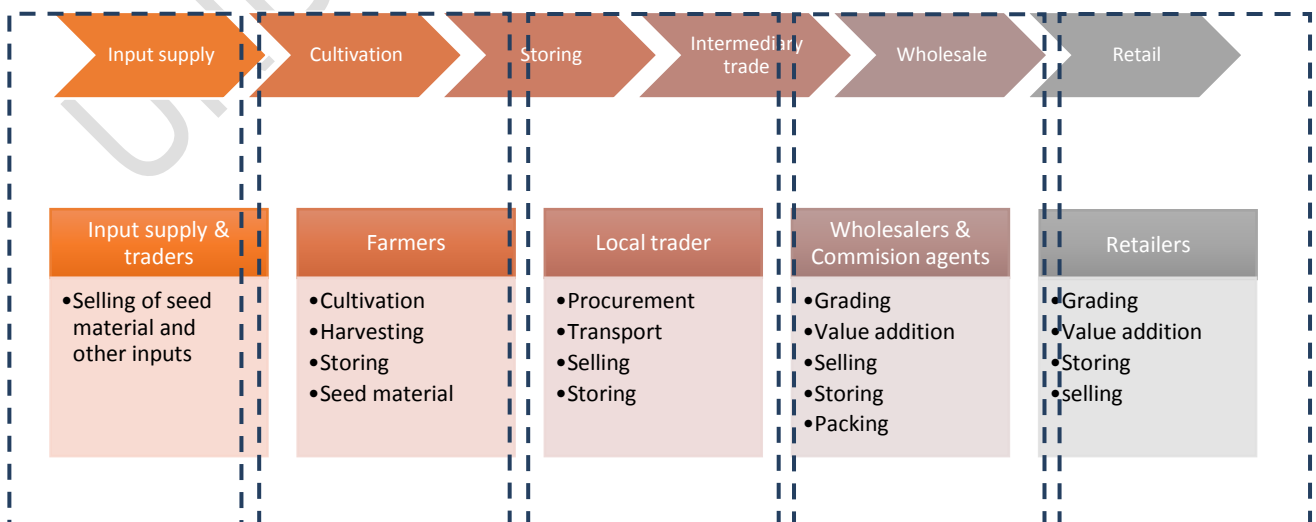 Input supply
Cultivation
Storing
Intermediary
trade
Wholesale
Retail
Input supply &
traders
•Selling of seed
material and
other inputs
Farmers
•Cultivation
•Harvesting
•Storing
•Seed material
Local trader
•Procurement
•Transport
•Selling
•Storing
Wholesalers &
Commision agents
•Grading
•Value addition
•Selling
•Storing
•Packing
Retailers
•Grading
•Value addition
•Storing
•selling